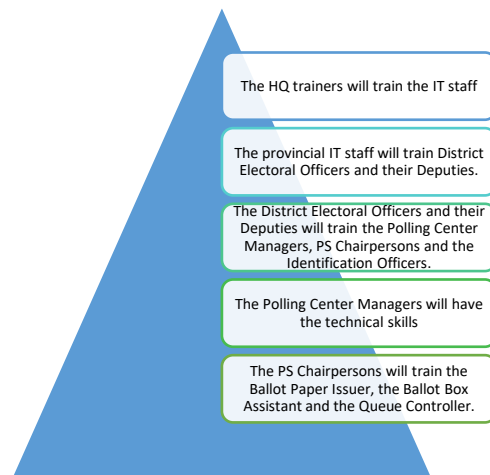 The HQ trainers will train the IT staff
The provincial IT staff will train District
Electoral Officers and their Deputies.
The District Electoral Officers and their
Deputies will train the Polling Center
Managers, PS Chairpersons and the
Identification Officers.
The Polling Center Managers will have
the technical skills
The PS Chairpersons will train the
Ballot Paper Issuer, the Ballot Box
Assistant and the Queue Controller.